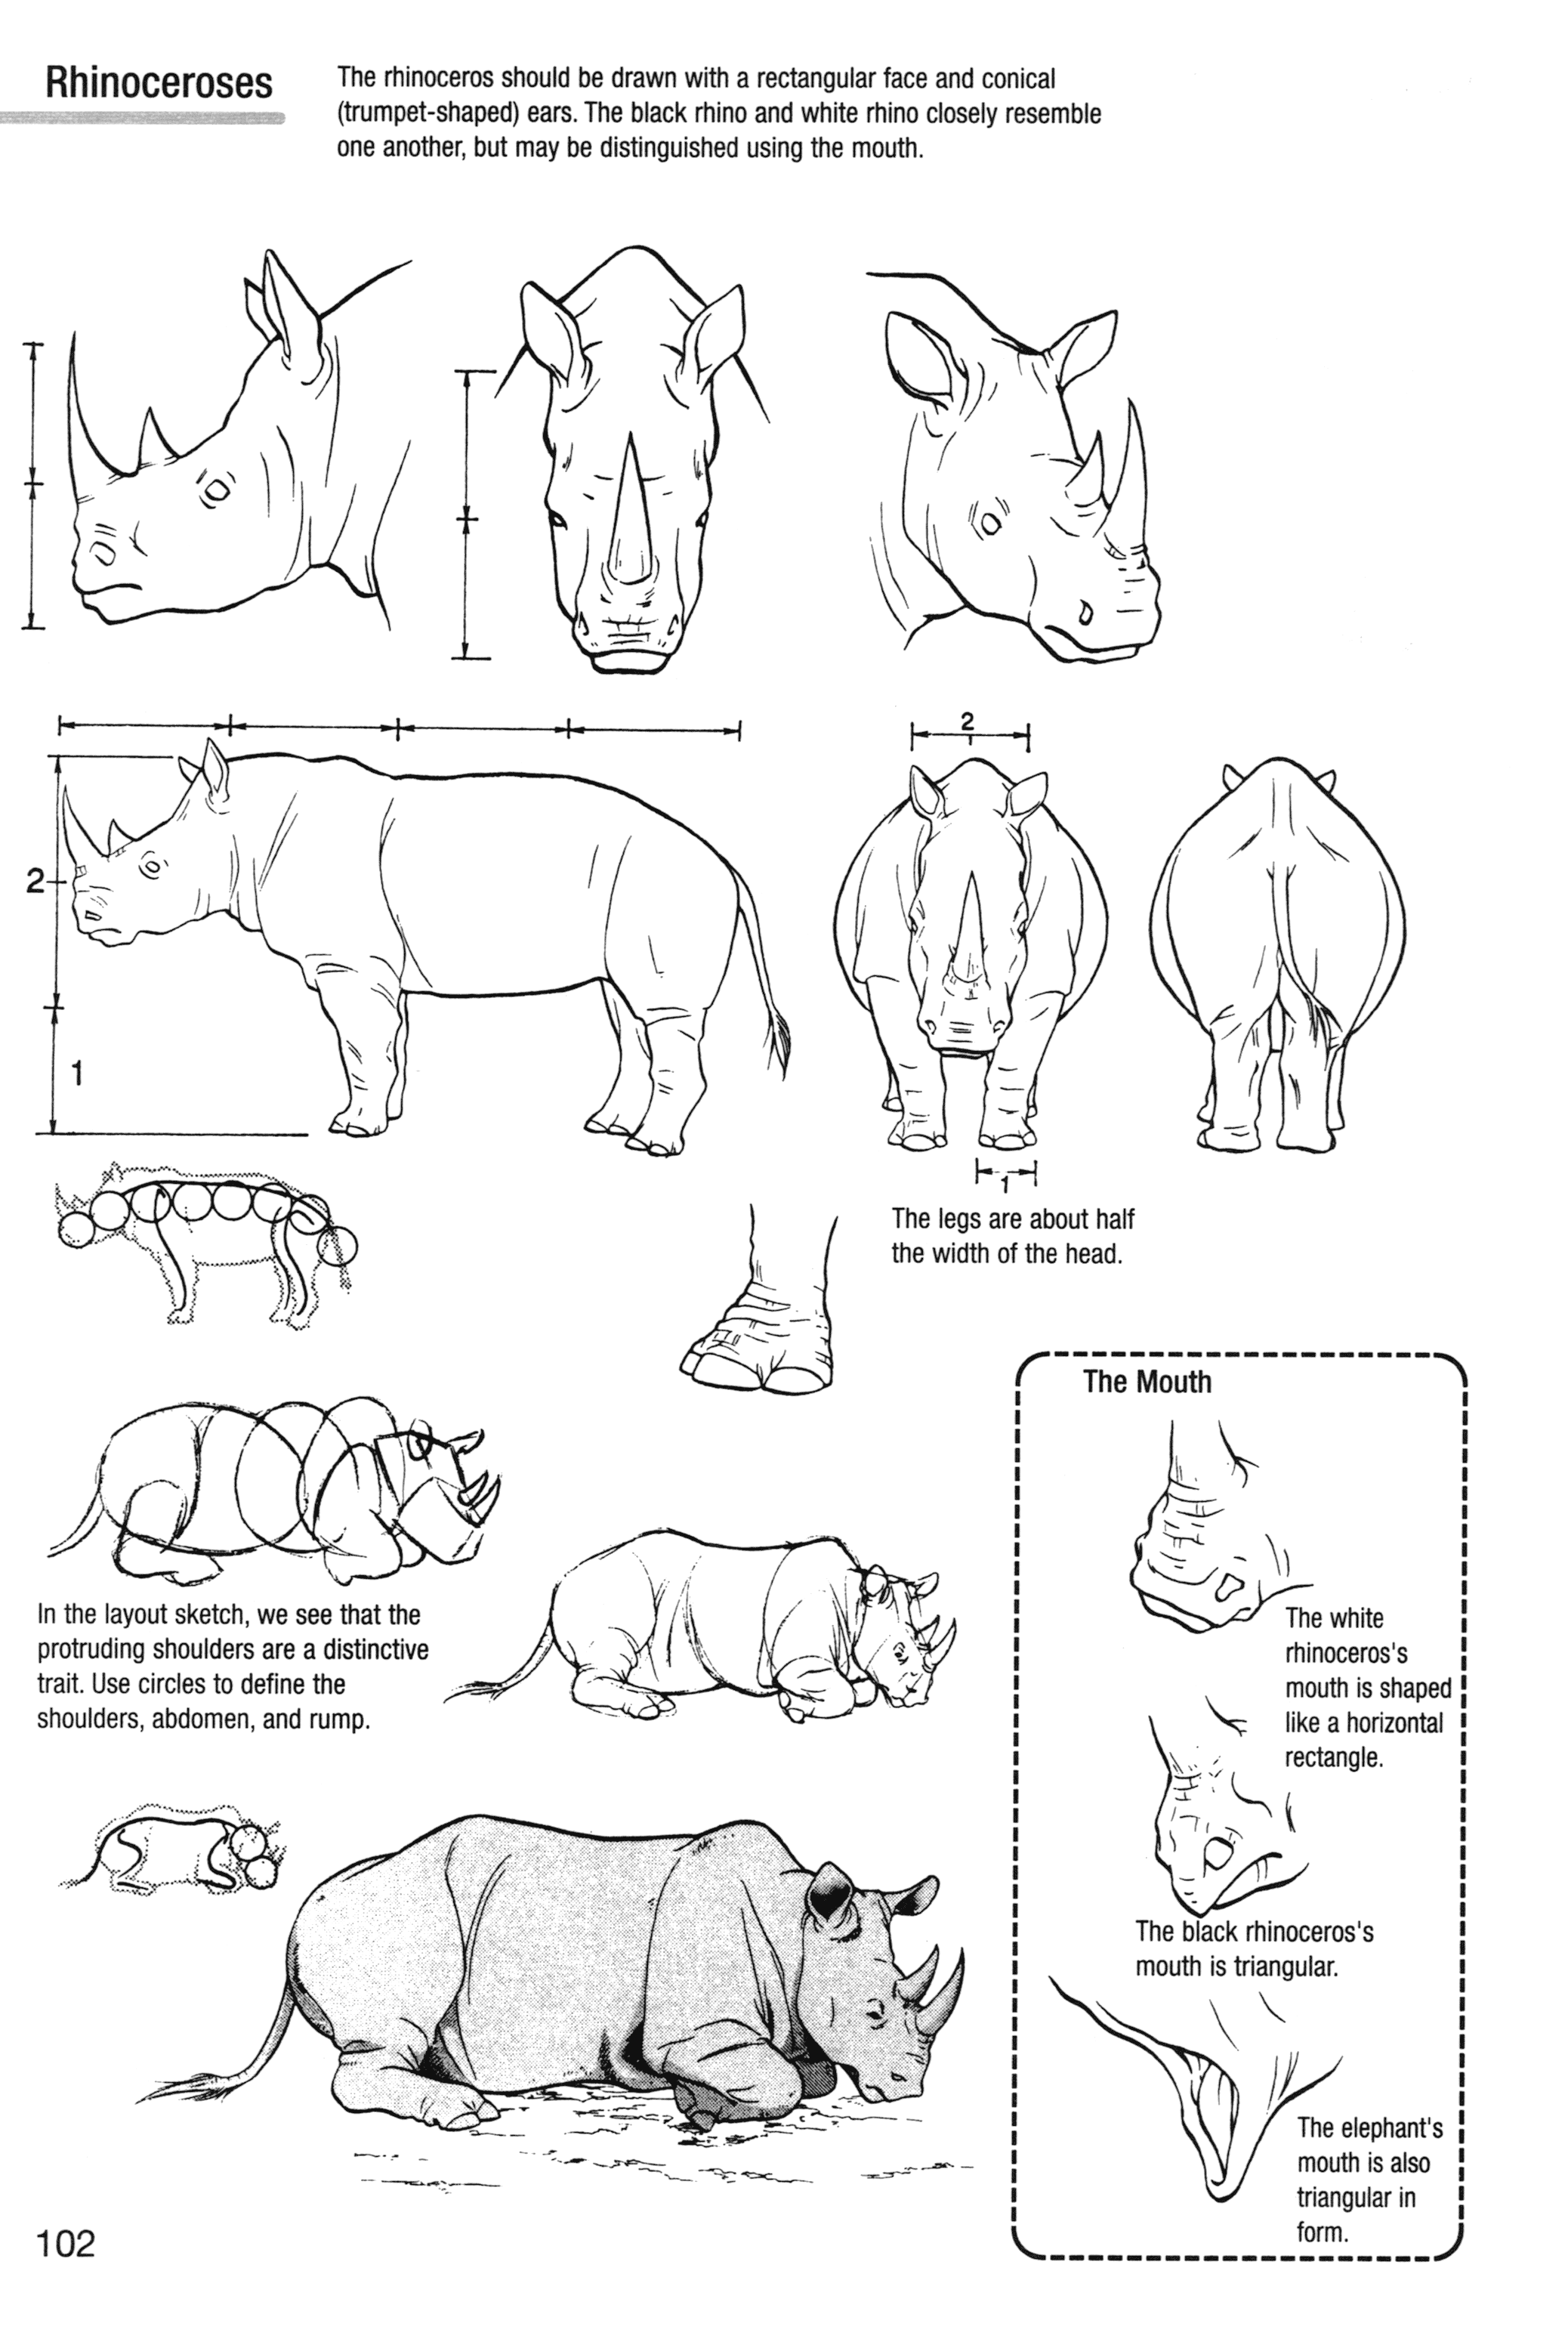 Rhinoceroses
The rhinoceros should be drawn with a rectangular face and conical
(trumpet-shaped) ears. The black rhino and white rhino closely resemble
one another, but may be distinguished using the mouth.
2
2
1
1
The legs are about half
the width of the head.
The Mouth
In the layout sketch, we see that the
protruding shoulders are a distinctive
trait. Use circles to define the
shoulders, abdomen, and rump.
The white
rhinoceros's
mouth is shaped
like a horizontal
rectangle.
The black rhinoceros's
mouth is triangular.
The elephant's
mouth is also
triangular in
form.
102